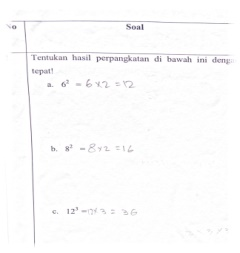 No
Soal
Tentukan hasil perpangkatan di bawah ini
tepat!
a. 6² = 6 x 2 = 12
b. 8² = 8 x 2 = 16
c. 12³ = 12 x 3 = 36